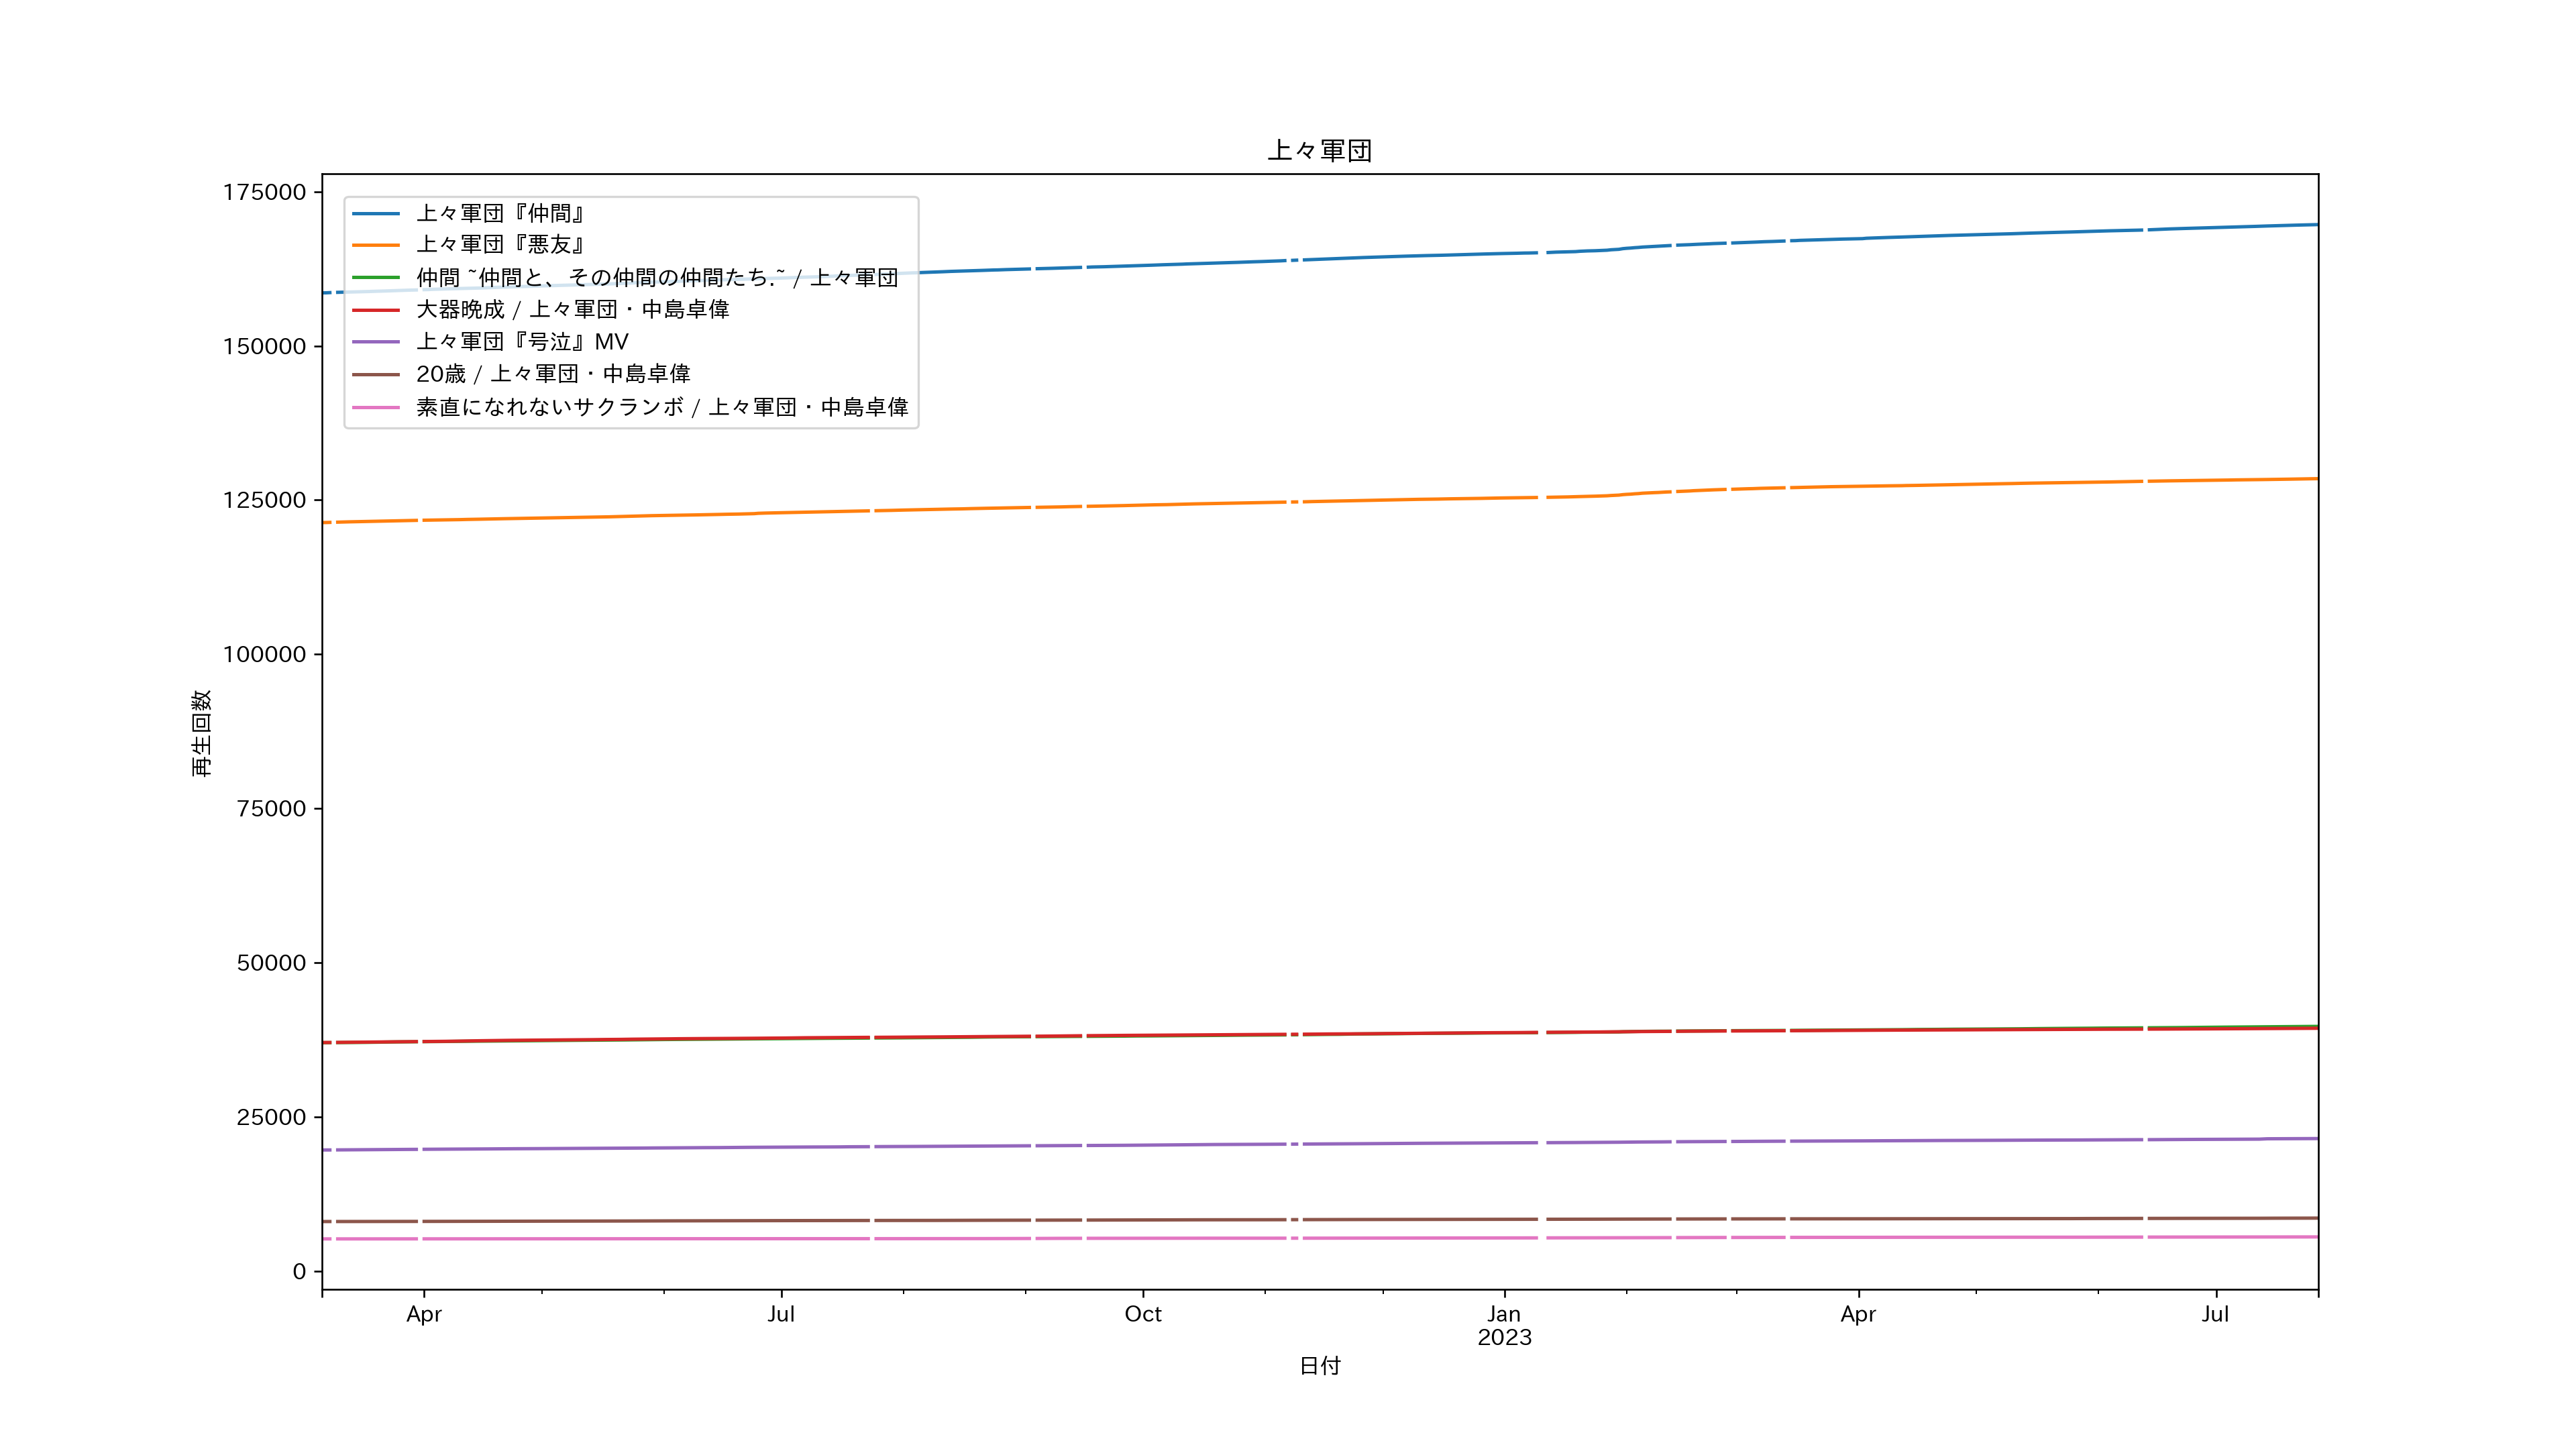 上々軍団
175000
150000
125000
100000
75000
50000
25000
0
再生回数
上々軍団『仲間』
上々軍団『悪友』
仲間 ~仲間と、その仲間の仲間たち.~ / 上々軍団
大器晩成 / 上々軍団・中島卓偉
上々軍団『号泣』MV
20歳 / 上々軍団・中島卓偉
素直になれないサクランボ / 上々軍団・中島卓偉
Apr Jul Oct Jan Apr Jul
2023
日付